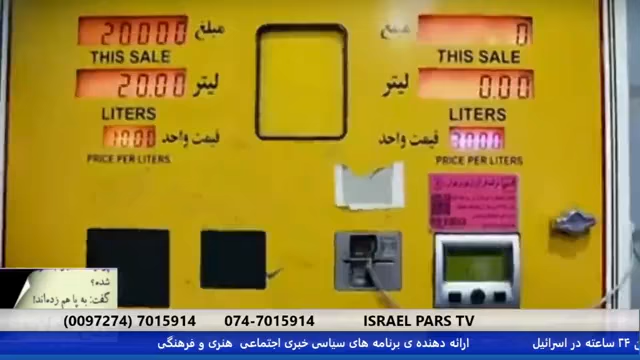 20000 مبلغ
THIS SALE
20.00 لیتر
LITERS
1000 قیمت واحد
PRICE PER LITERS
0 مبلغ
THIS SALE
0.00 لیتر
LITERS
3000 قیمت واحد
PRICE PER LITERS
شده؟
گفت: به پا هم زده‌اند!
(0097274) 7015914 074-7015914 ISRAEL PARS TV
ن ۲۴ ساعته در اسرائیل ارائه دهنده ی برنامه های سیاسی خبری اجتماعی هنری و فرهنگی